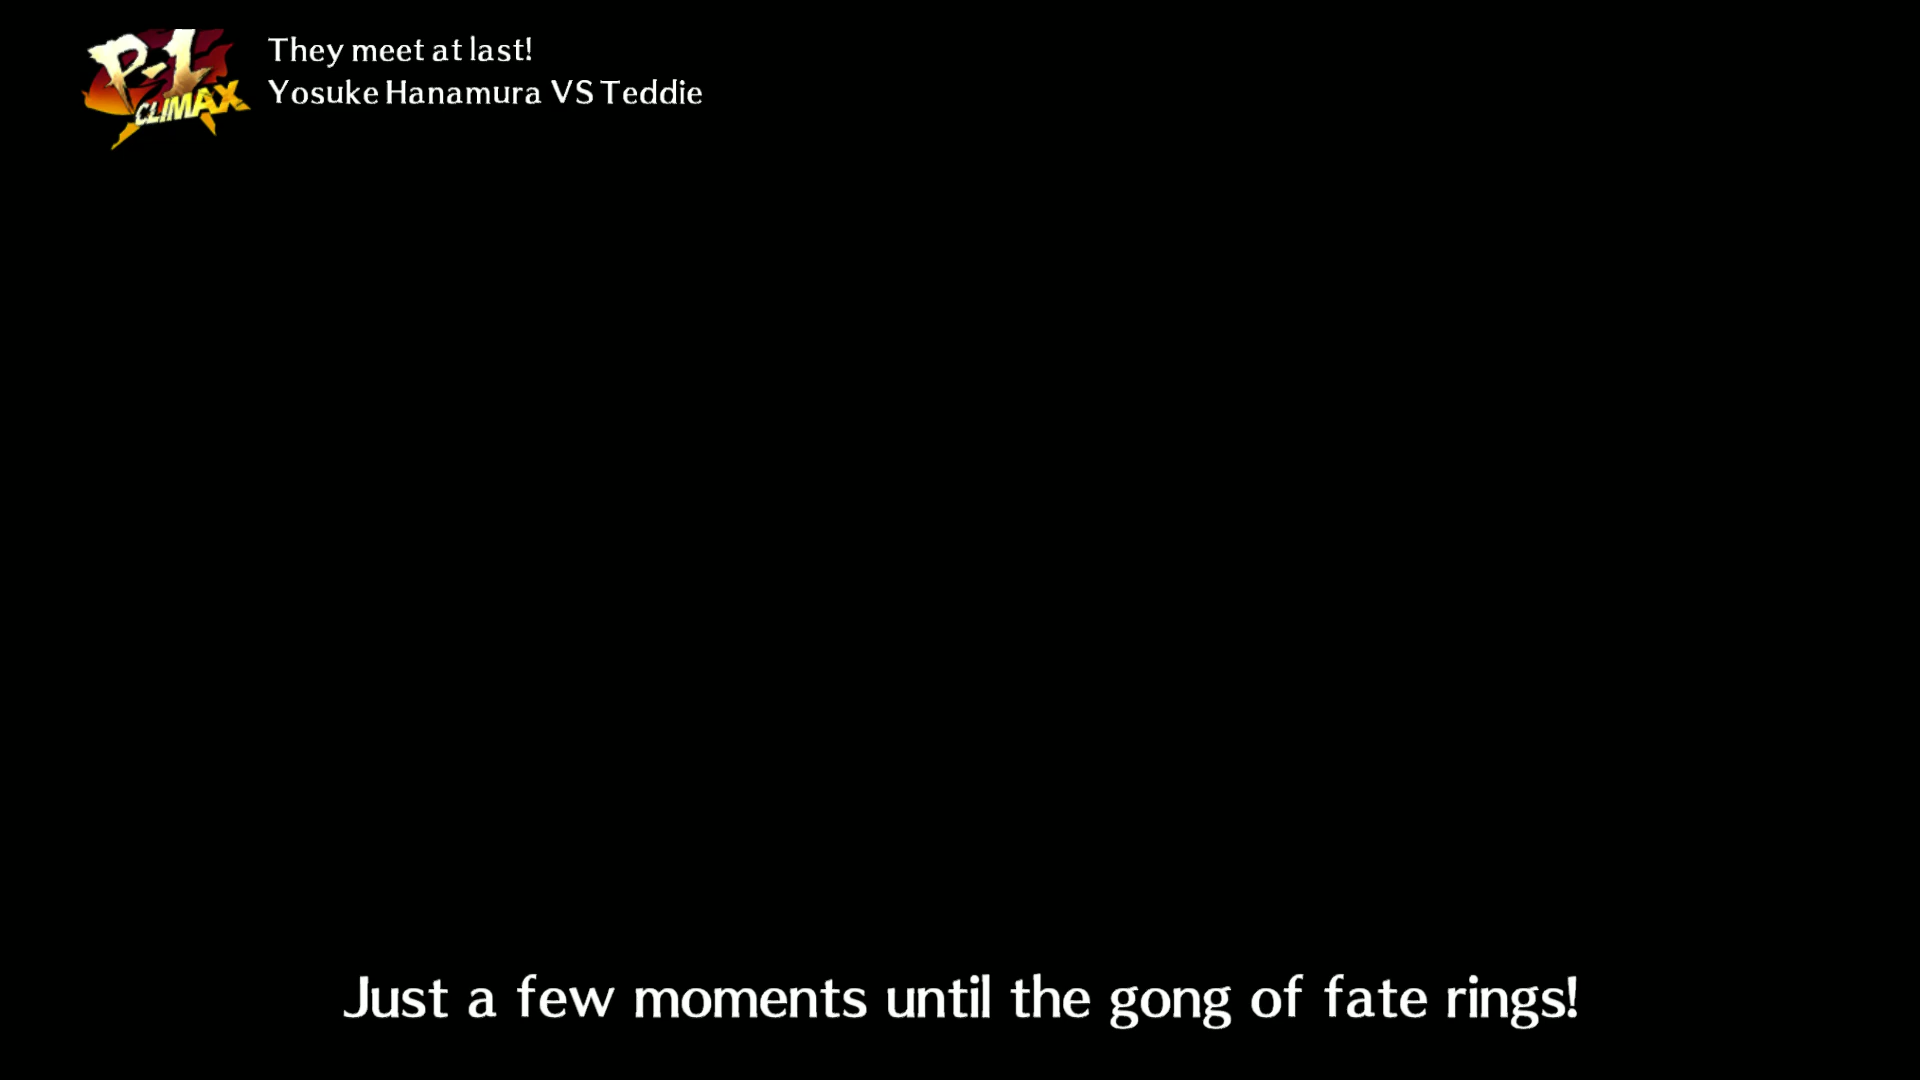 P-1
CLIMAX
They meet at last!
Yosuke Hanamura VS Teddie
Just a few moments until the gong of fate rings!